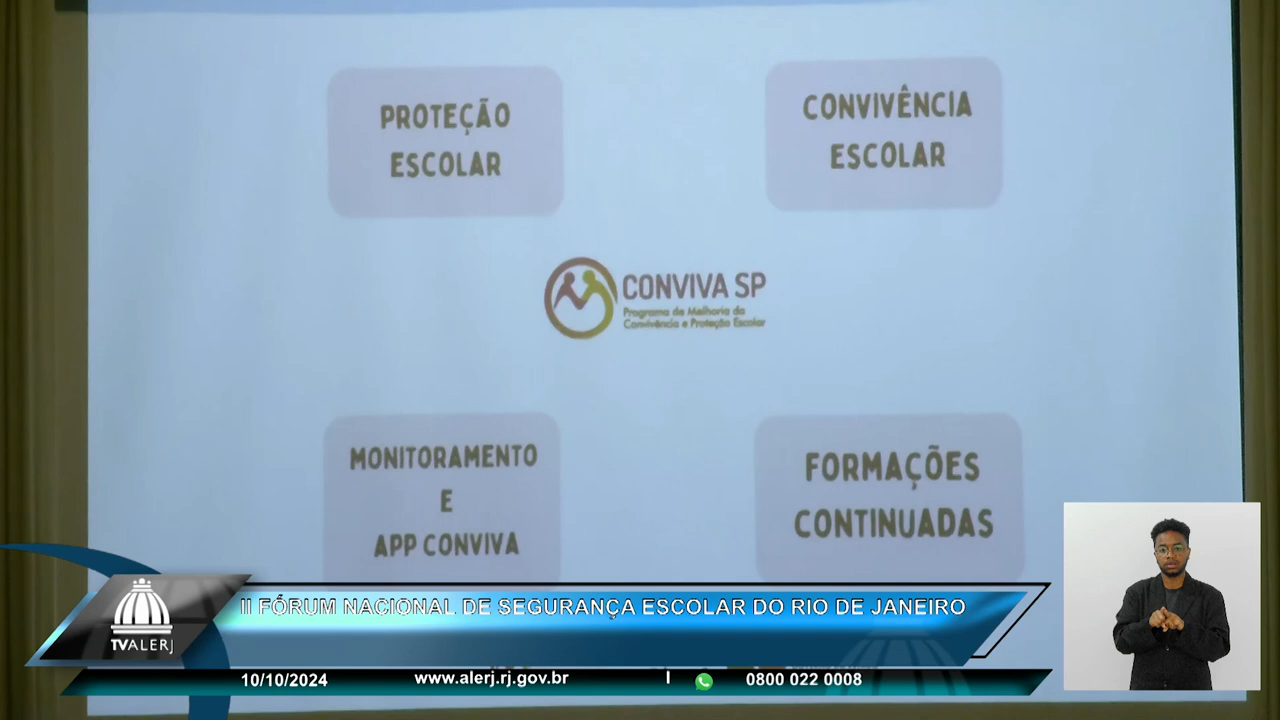 PROTEÇÃO
ESCOLAR
CONVIVÊNCIA
ESCOLAR
CONVIVA SP
Programa de Melhoria da
Convivência e Proteção Escolar
MONITORAMENTO
E
APP CONVIVA
FORMAÇÕES
CONTINUADAS
II FÓRUM NACIONAL DE SEGURANÇA ESCOLAR DO RIO DE JANEIRO
TVALERJ
10/10/2024 www.alerj.rj.gov.br | 0800 022 0008